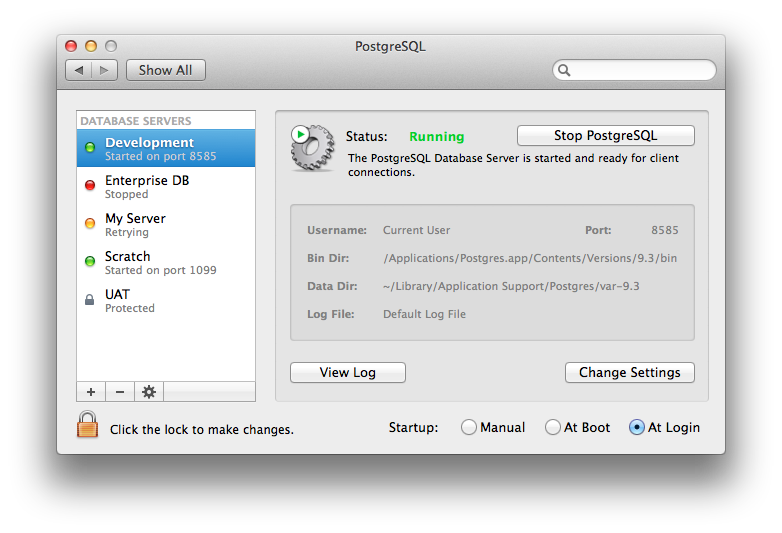 PostgreSQL
Show All
DATABASE SERVERS
Development
Started on port 8585
Enterprise DB
Stopped
My Server
Retrying
Scratch
Started on port 1099
UAT
Protected
Status: Running
Stop PostgreSQL
The PostgreSQL Database Server is started and ready for client
connections.
Username: Current User Port: 8585
Bin Dir: /Applications/Postgres.app/Contents/Versions/9.3/bin
Data Dir: ~/Library/Application Support/Postgres/var-9.3
Log File: Default Log File
View Log
Change Settings
Click the lock to make changes.
Startup: Manual At Boot At Login